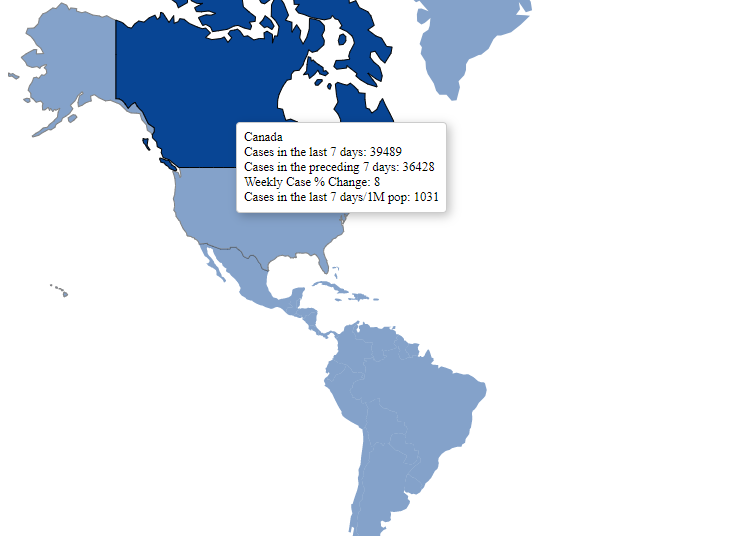 Canada
Cases in the last 7 days: 39489
Cases in the preceding 7 days: 36428
Weekly Case % Change: 8
Cases in the last 7 days/1M pop: 1031